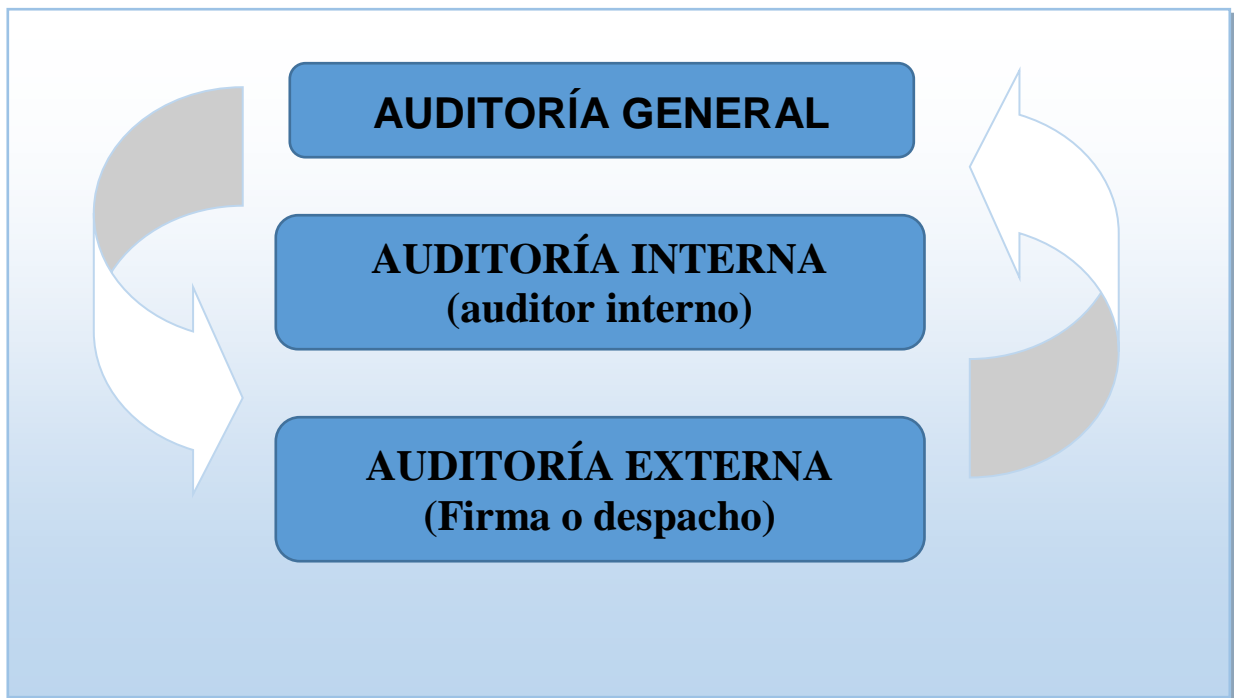 AUDITORÍA GENERAL
AUDITORÍA INTERNA
(auditor interno)
AUDITORÍA EXTERNA
(Firma o despacho)